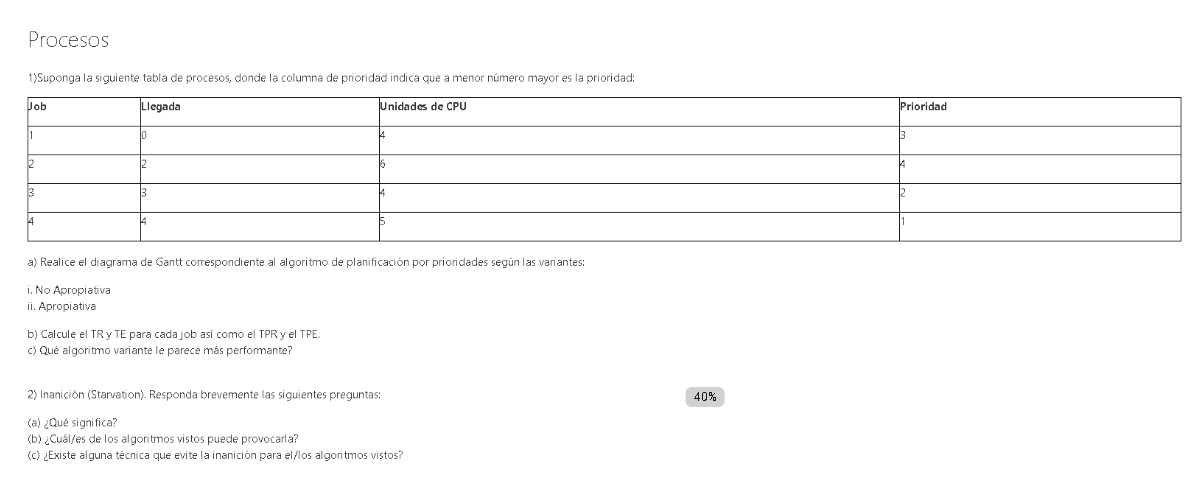 Procesos
1)Suponga la siguiente tabla de procesos, donde la columna de prioridad indica que a menor número mayor es la prioridad:
Job Llegada Unidades de CPU Prioridad
1 0 4 3
2 2 6 4
3 3 4 2
4 4 5 1
a) Realice el diagrama de Gantt correspondiente al algoritmo de planificación por prioridades según las variantes:
i. No Apropiativa
ii. Apropiativa
b) Calcule el TR y TE para cada job así como el TPR y el TPE.
c) Qué algoritmo variante le parece más performante?
2) Inanición (Starvation). Responda brevemente las siguientes preguntas:
40%
(a) ¿Qué significa?
(b) ¿Cuál/es de los algoritmos vistos puede provocarla?
(c) ¿Existe alguna técnica que evite la inanición para el/los algoritmos vistos?